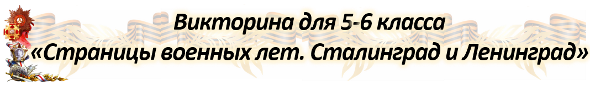 Викторина для 5-6 класса
«Страницы военных лет. Сталинград и Ленинград»